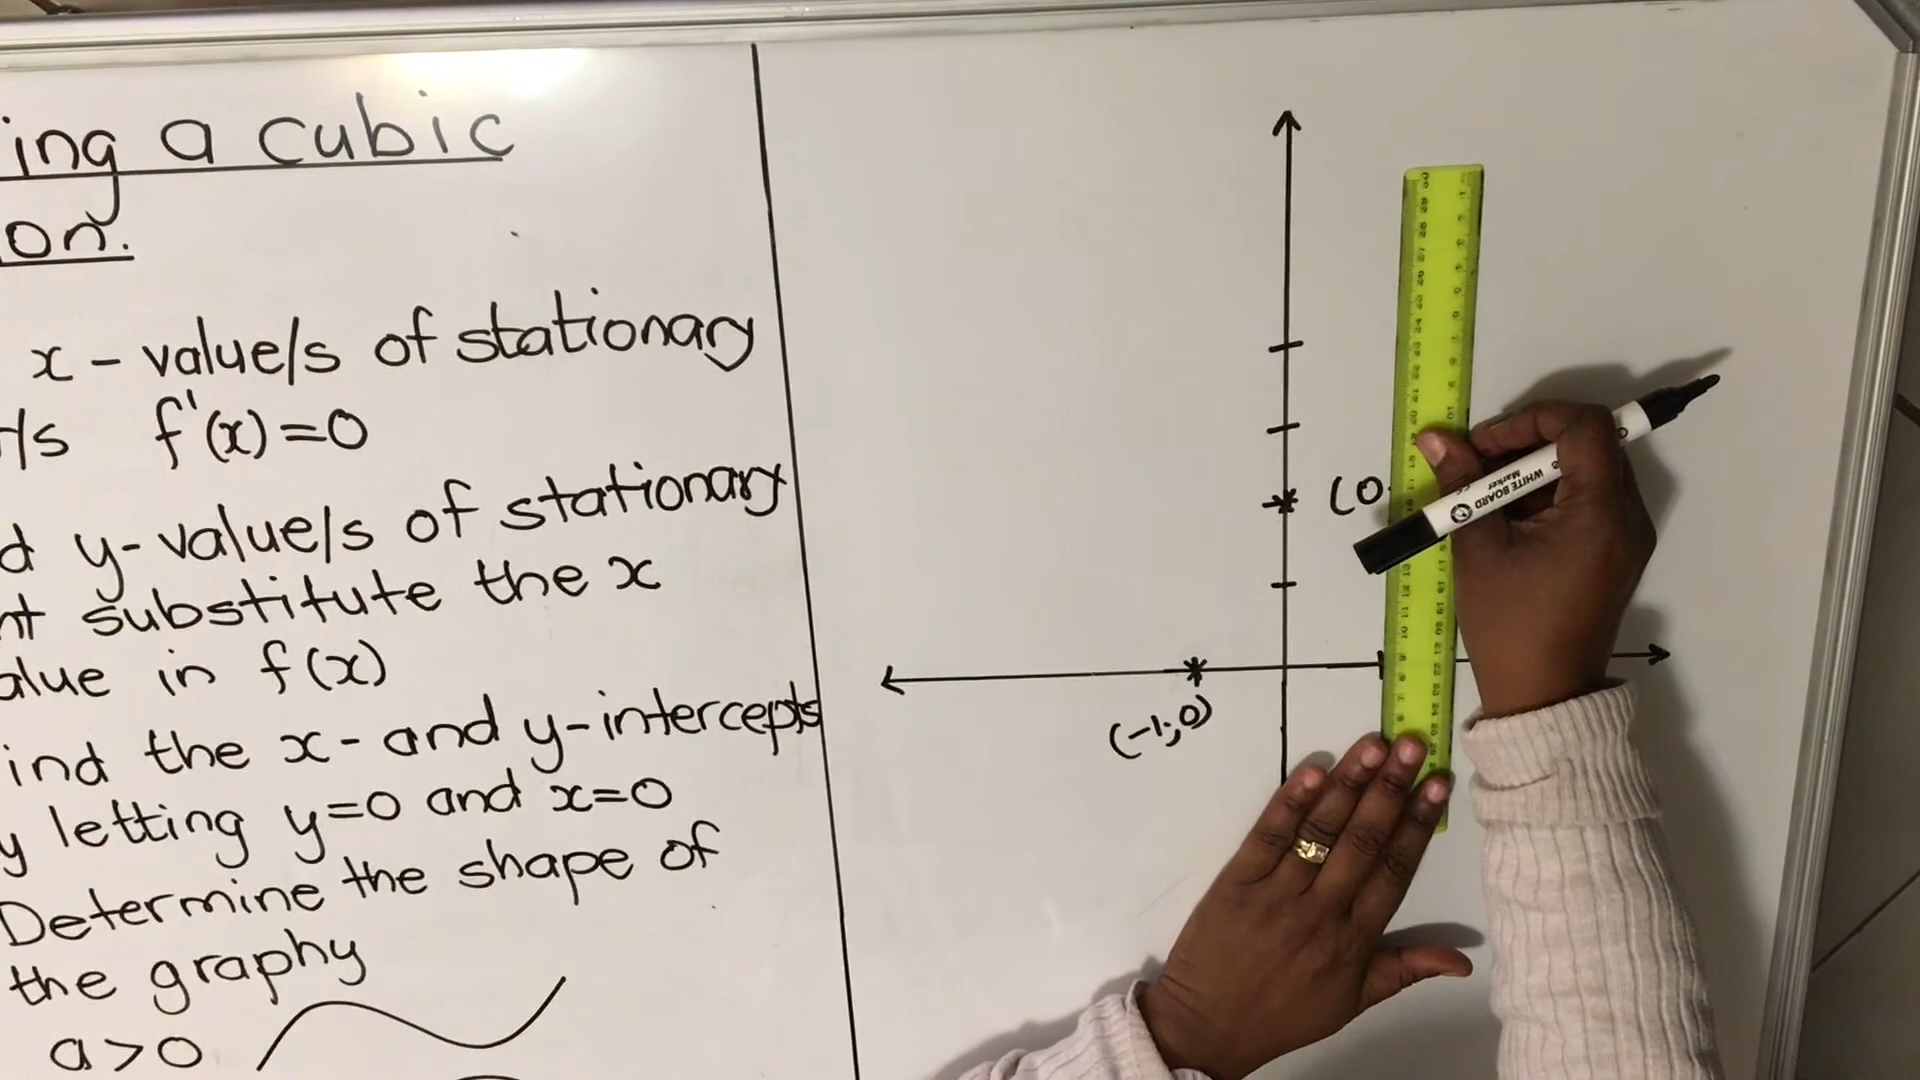 ing a cubic
on.
x - value/s of stationary
r/s f'(x)=0
d y-value/s of stationary
nt substitute the x
alue in f(x)
ind the x- and y-intercepts
y letting y=0 and x=0
Determine the shape of
the graphy
a>0
(0
(-1;0)
WHITE BOARD
Marker